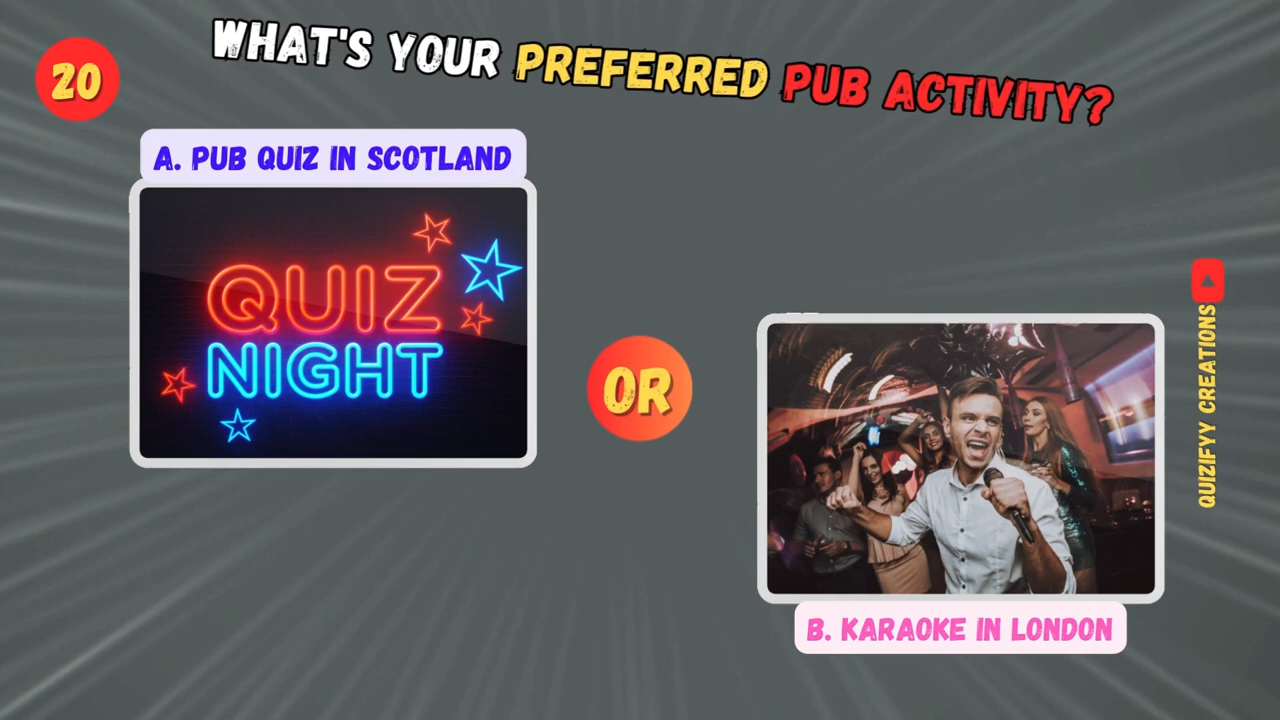 20
WHAT'S YOUR PREFERRED PUB ACTIVITY?
A. PUB QUIZ IN SCOTLAND
QUIZ
NIGHT
OR
B. KARAOKE IN LONDON
QUIZIFYY CREATIONS